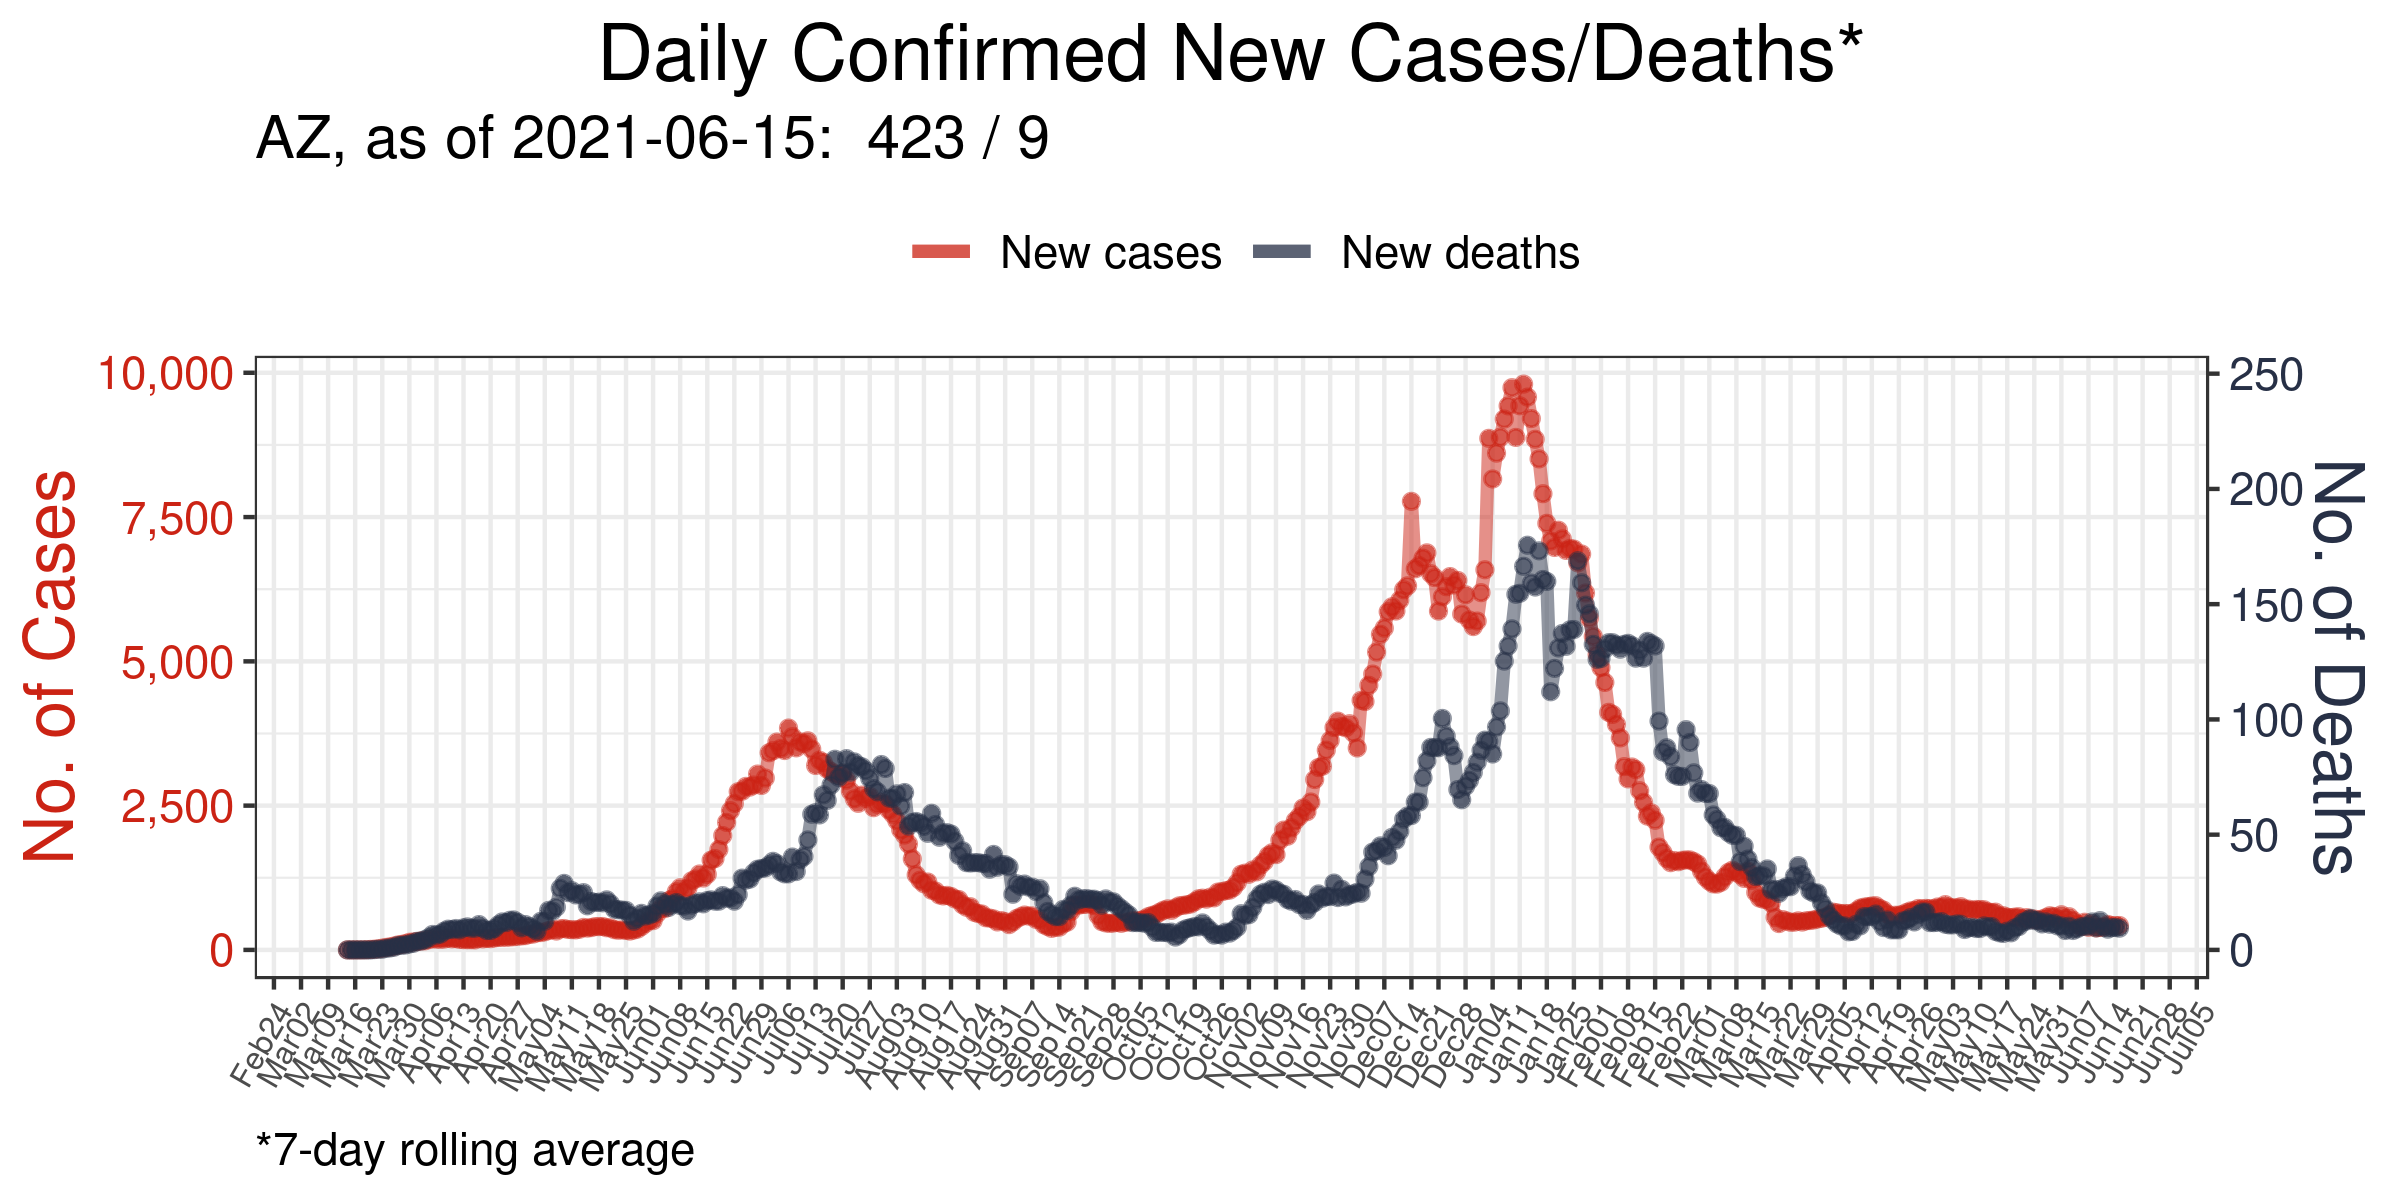 Daily Confirmed New Cases/Deaths*
AZ, as of 2021-06-15:  423 / 9
New cases
New deaths
No. of Cases
10,000
7,500
5,000
2,500
0
250
200
150
100
50
0
No. of Deaths
Feb24
Mar02
Mar09
Mar16
Mar23
Mar30
Apr06
Apr13
Apr20
Apr27
May04
May11
May18
May25
Jun01
Jun08
Jun15
Jun22
Jun29
Jul06
Jul13
Jul20
Jul27
Aug03
Aug10
Aug17
Aug24
Aug31
Sep07
Sep14
Sep21
Sep28
Oct05
Oct12
Oct19
Oct26
Nov02
Nov09
Nov16
Nov23
Nov30
Dec07
Dec14
Dec21
Dec28
Jan04
Jan11
Jan18
Jan25
Feb01
Feb08
Feb15
Feb22
Mar01
Mar08
Mar15
Mar22
Mar29
Apr05
Apr12
Apr19
Apr26
May03
May10
May17
May24
May31
Jun07
Jun14
Jun21
Jun28
Jul05
*7-day rolling average